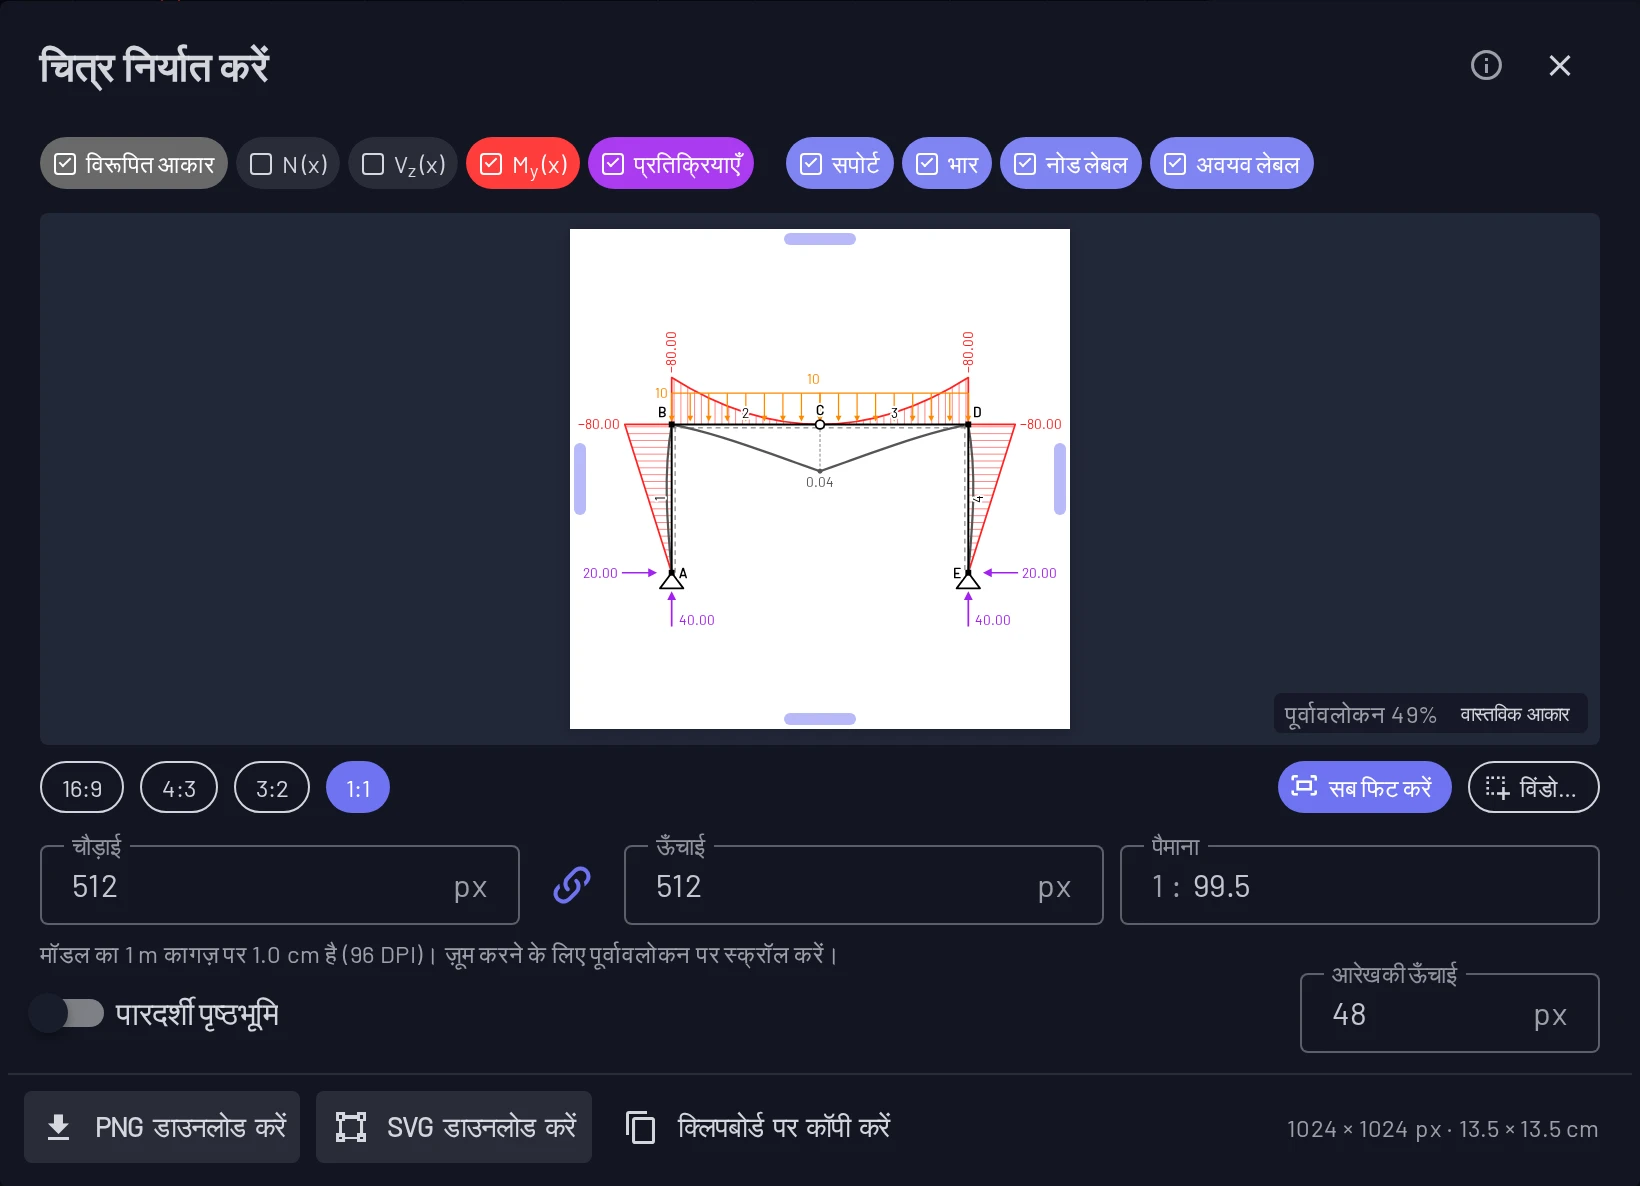 चित्र निर्यात करें
विरूपित आकार N(x) Vz(x) My(x) प्रतिक्रियाएँ सपोर्ट भार नोड लेबल अवयव लेबल
−80.00 −80.00
10
10
B 2 C 3 D
−80.00 −80.00
0.04
1 4
20.00 A E 20.00
40.00 40.00
पूर्वावलोकन 49% वास्तविक आकार
16:9 4:3 3:2 1:1 सब फिट करें विंडो...
चौड़ाई ऊँचाई पैमाना
512 px 512 px 1 : 99.5
मॉडल का 1 m कागज़ पर 1.0 cm है (96 DPI)। ज़ूम करने के लिए पूर्वावलोकन पर स्क्रॉल करें।
आरेख की ऊँचाई
पारदर्शी पृष्ठभूमि 48 px
PNG डाउनलोड करें SVG डाउनलोड करें क्लिपबोर्ड पर कॉपी करें 1024 × 1024 px · 13.5 × 13.5 cm